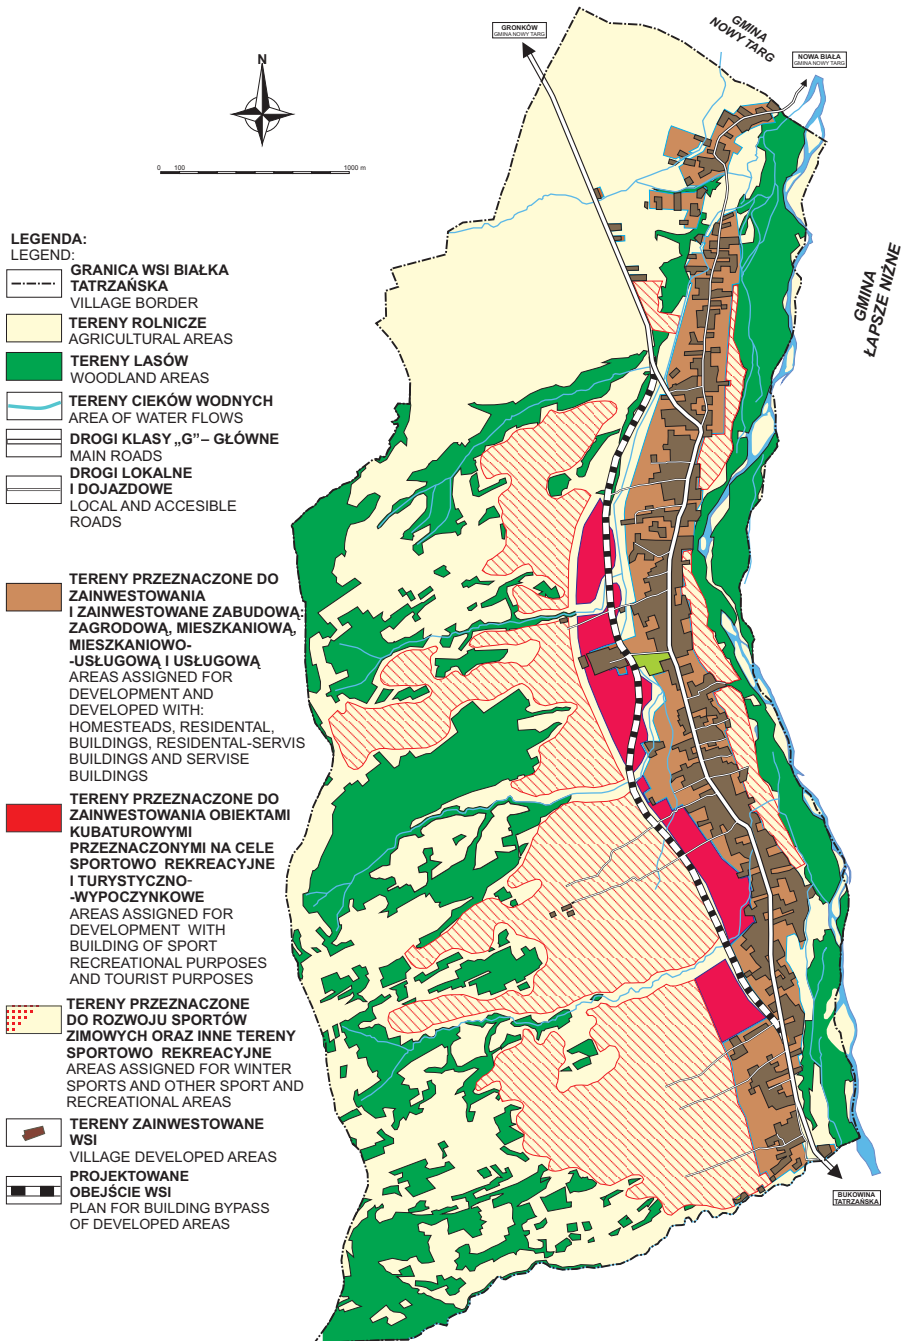 GRONKÓW
GMINA NOWY TARG
GMINA
NOWY TARG
NOWA BIAŁA
GMINA NOWY TARG
N
0 100 1000 m
GMINA
ŁAPSZE NIŻNE
LEGENDA:
LEGEND:
GRANICA WSI BIAŁKA
TATRZAŃSKA
VILLAGE BORDER
TERENY ROLNICZE
AGRICULTURAL AREAS
TERENY LASÓW
WOODLAND AREAS
TERENY CIEKÓW WODNYCH
AREA OF WATER FLOWS
DROGI KLASY „G” – GŁÓWNE
MAIN ROADS
DROGI LOKALNE
I DOJAZDOWE
LOCAL AND ACCESIBLE
ROADS
TERENY PRZEZNACZONE DO
ZAINWESTOWANIA
I ZAINWESTOWANE ZABUDOWĄ:
ZAGRODOWĄ, MIESZKANIOWĄ,
MIESZKANIOWO-
-USŁUGOWĄ I USŁUGOWĄ
AREAS ASSIGNED FOR
DEVELOPMENT AND
DEVELOPED WITH:
HOMESTEADS, RESIDENTAL,
BUILDINGS, RESIDENTAL-SERVIS
BUILDINGS AND SERVISE
BUILDINGS
TERENY PRZEZNACZONE DO
ZAINWESTOWANIA OBIEKTAMI
KUBATUROWYMI
PRZEZNACZONYMI NA CELE
SPORTOWO REKREACYJNE
I TURYSTYCZNO-
-WYPOCZYNKOWE
AREAS ASSIGNED FOR
DEVELOPMENT WITH
BUILDING OF SPORT
RECREATIONAL PURPOSES
AND TOURIST PURPOSES
TERENY PRZEZNACZONE
DO ROZWOJU SPORTÓW
ZIMOWYCH ORAZ INNE TERENY
SPORTOWO REKREACYJNE
AREAS ASSIGNED FOR WINTER
SPORTS AND OTHER SPORT AND
RECREATIONAL AREAS
TERENY ZAINWESTOWANE
WSI
VILLAGE DEVELOPED AREAS
PROJEKTOWANE
OBEJŚCIE WSI
PLAN FOR BUILDING BYPASS
OF DEVELOPED AREAS
BUKOWINA
TATRZAŃSKA